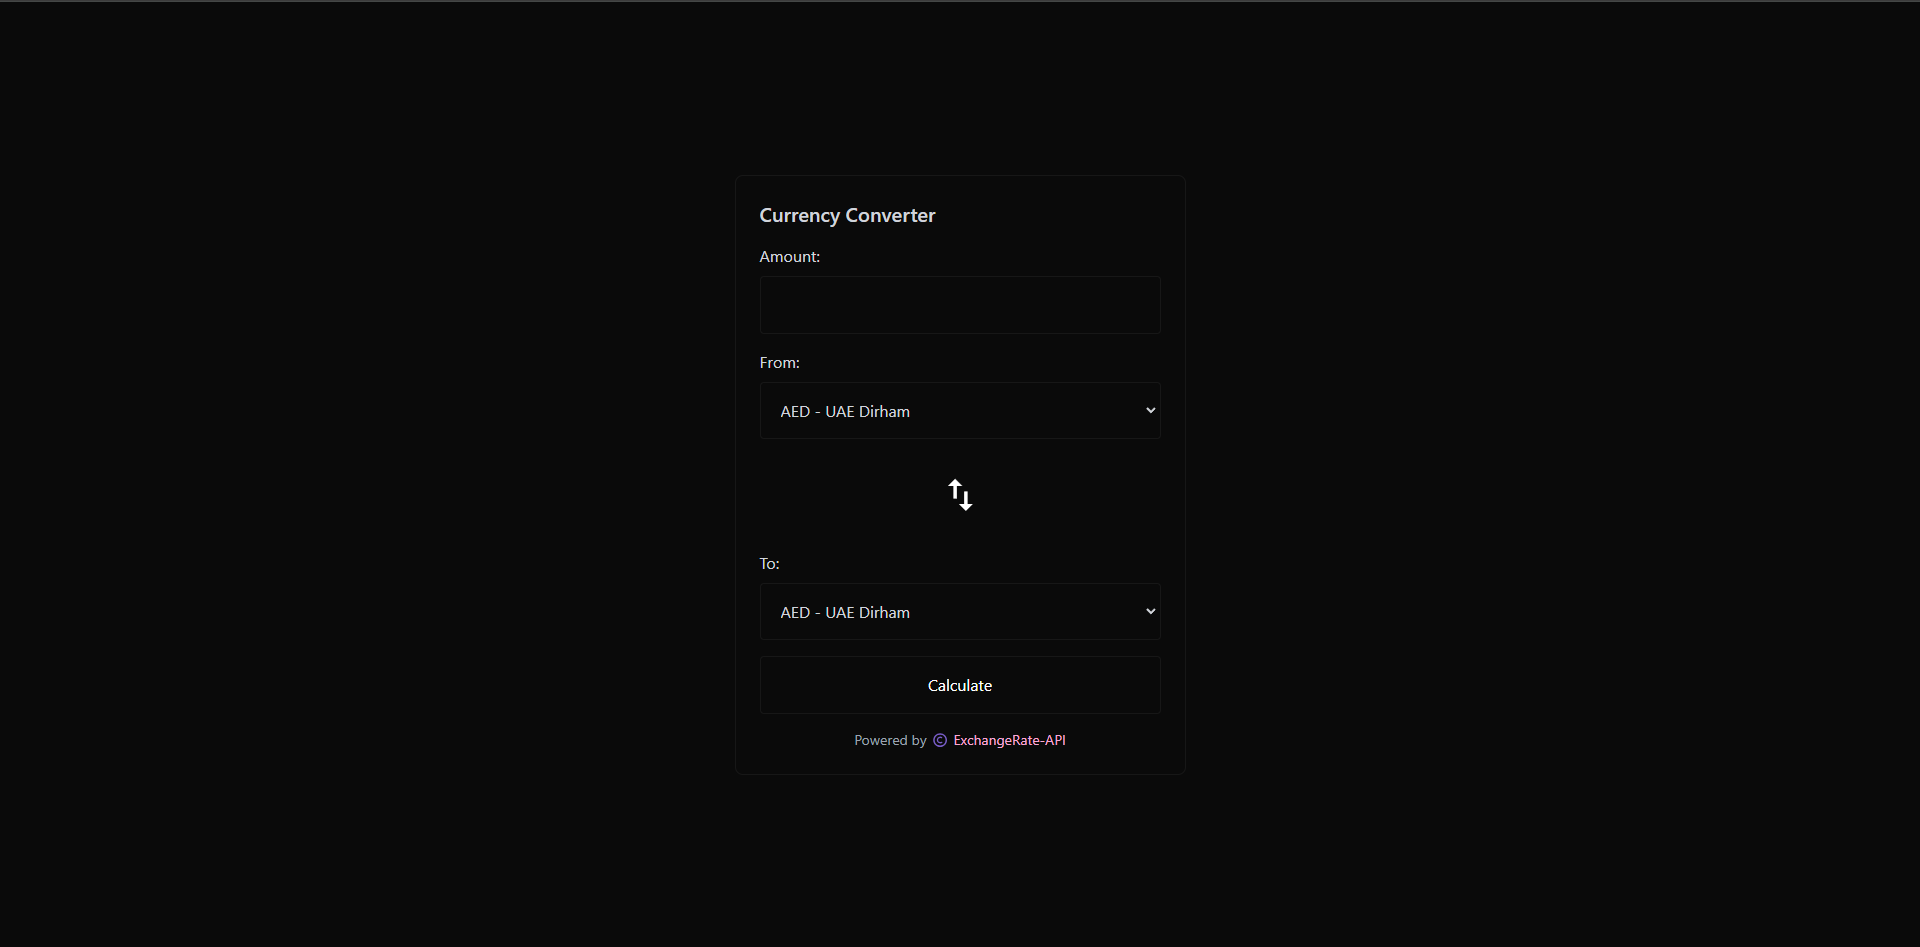 Currency Converter
Amount:
From:
AED - UAE Dirham
To:
AED - UAE Dirham
Calculate
Powered by © ExchangeRate-API